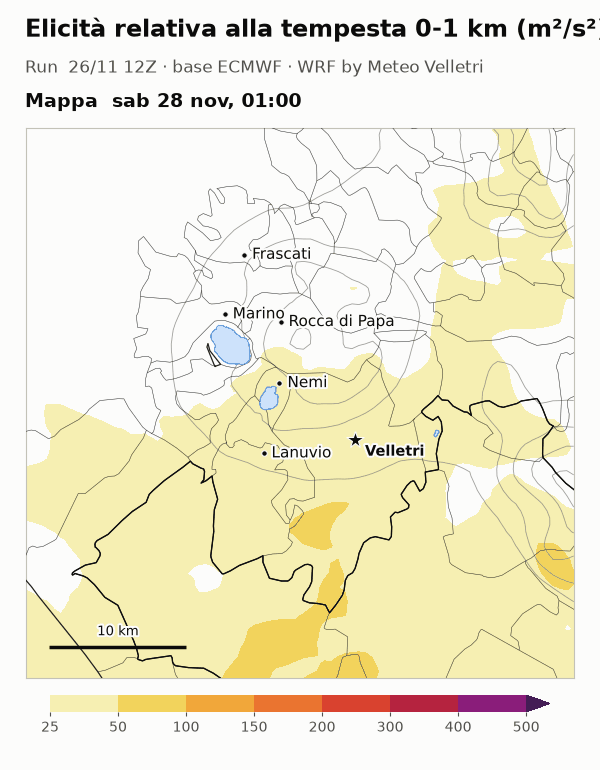 Elicità relativa alla tempesta 0-1 km (m²/s²)
Run  26/11 12Z · base ECMWF · WRF by Meteo Velletri
Mappa  sab 28 nov, 01:00
Frascati
Marino
Rocca di Papa
Nemi
Velletri
Lanuvio
10 km
25 50 100 150 200 300 400 500